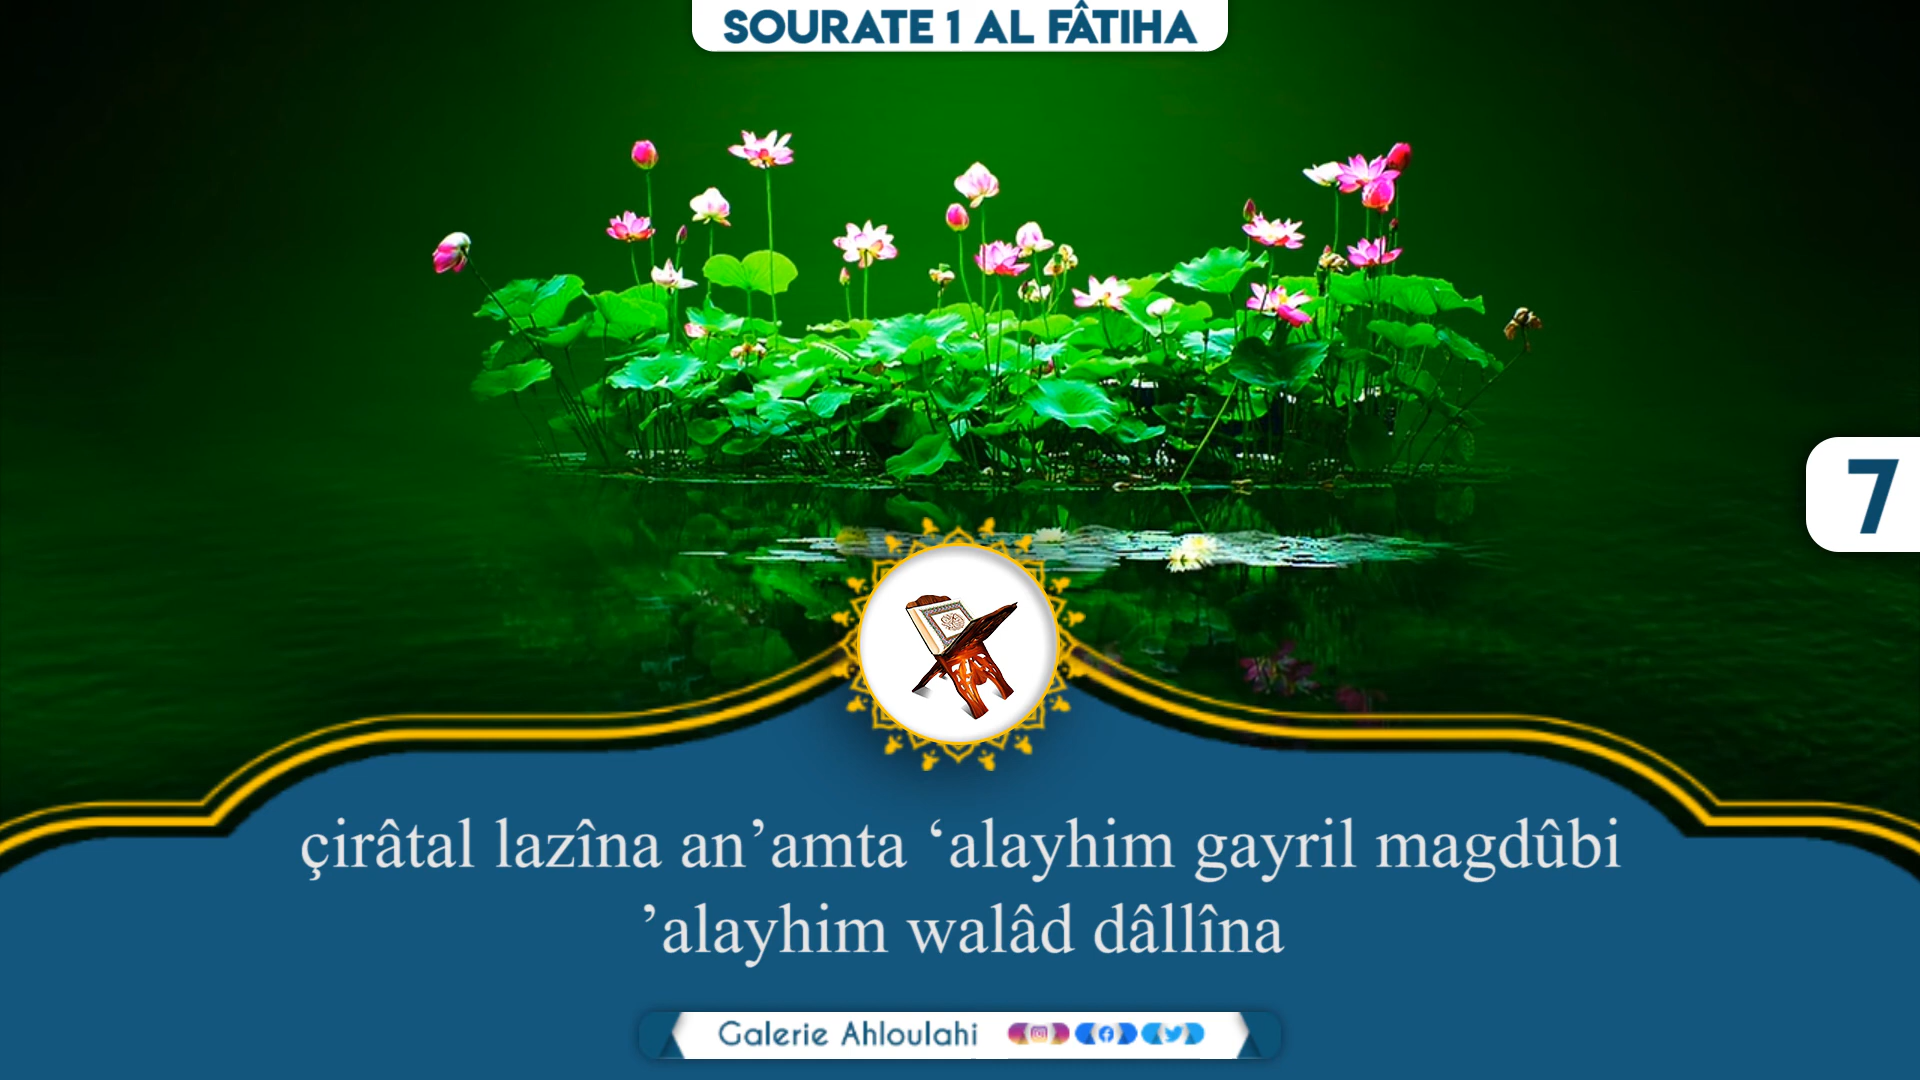 SOURATE 1 AL FÂTIHA
7
çirâtal lazîna an’amta ‘alayhim gayril magdûbi
’alayhim walâd dâllîna
Galerie Ahloulahi